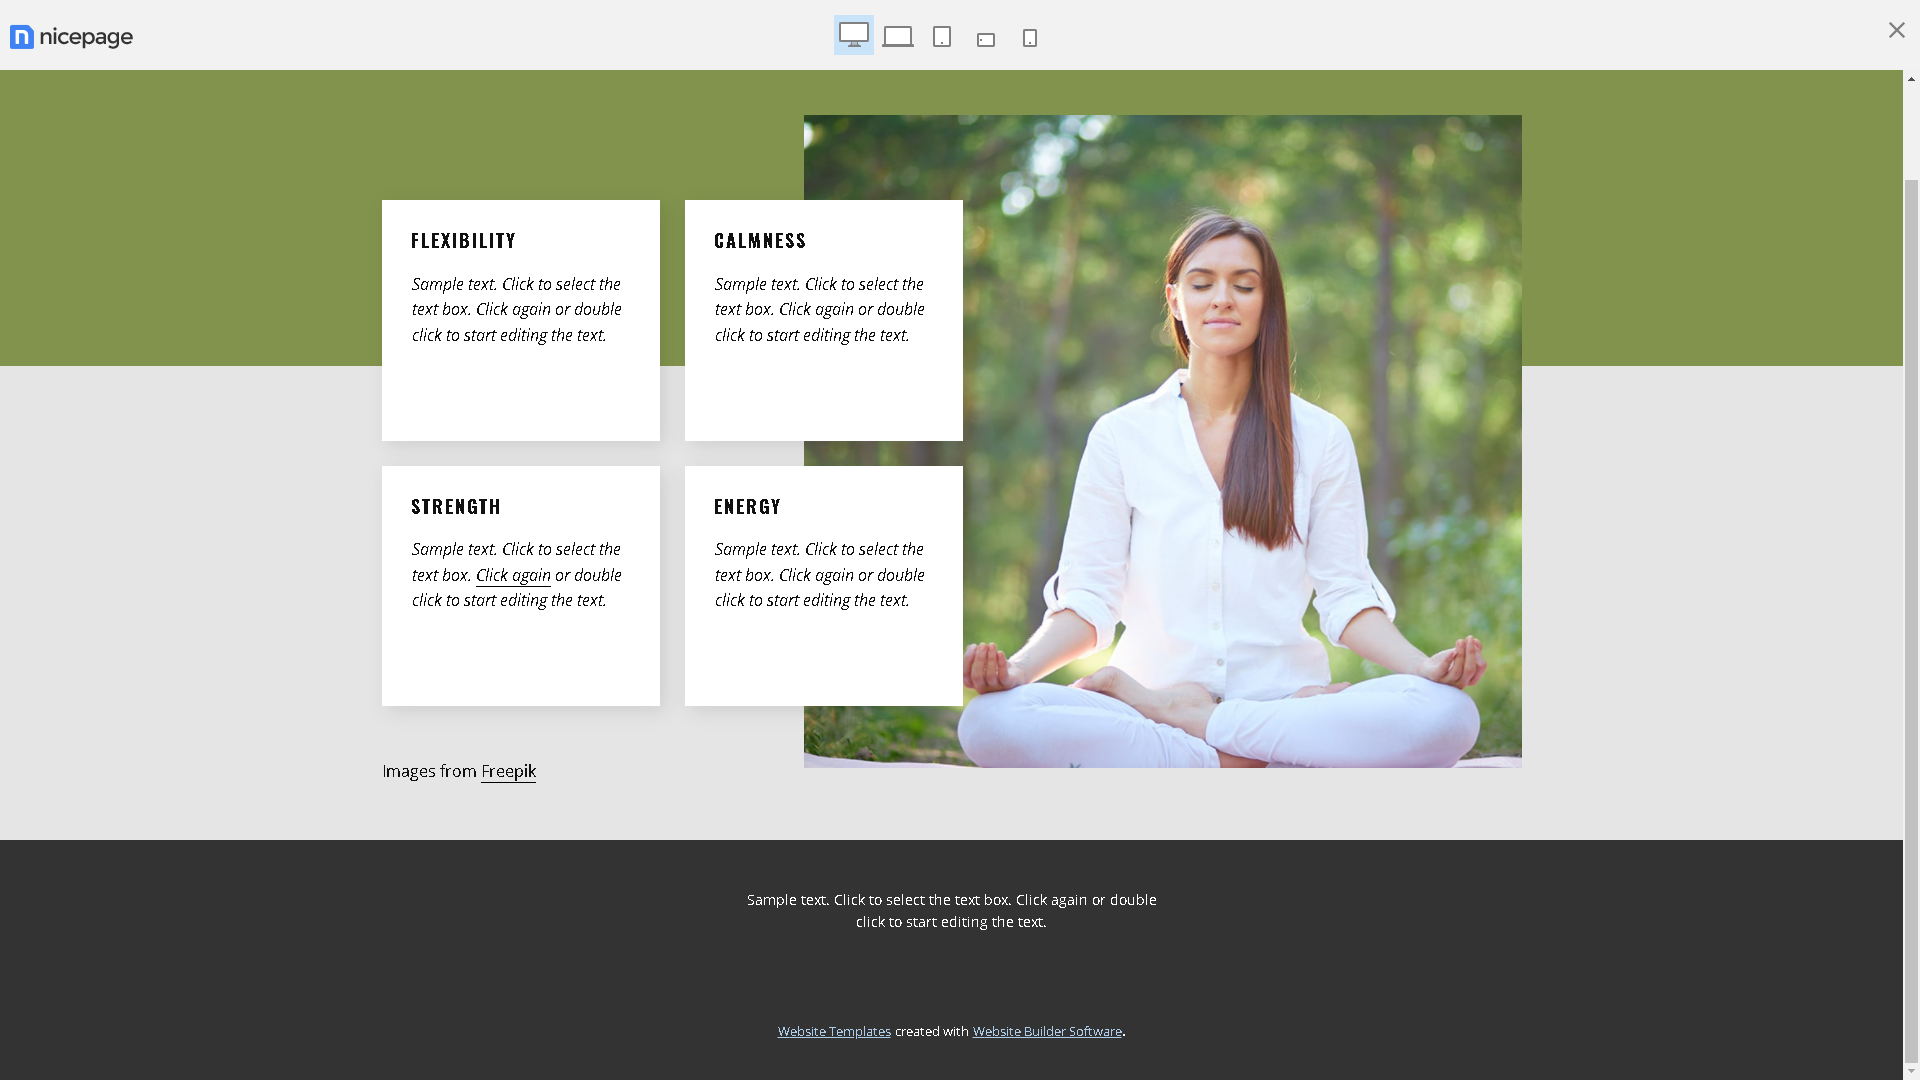 nicepage
FLEXIBILITY
Sample text. Click to select the
text box. Click again or double
click to start editing the text.
CALMNESS
Sample text. Click to select the
text box. Click again or double
click to start editing the text.
STRENGTH
Sample text. Click to select the
text box. Click again or double
click to start editing the text.
ENERGY
Sample text. Click to select the
text box. Click again or double
click to start editing the text.
Images from Freepik
Sample text. Click to select the text box. Click again or double
click to start editing the text.
Website Templates created with Website Builder Software.